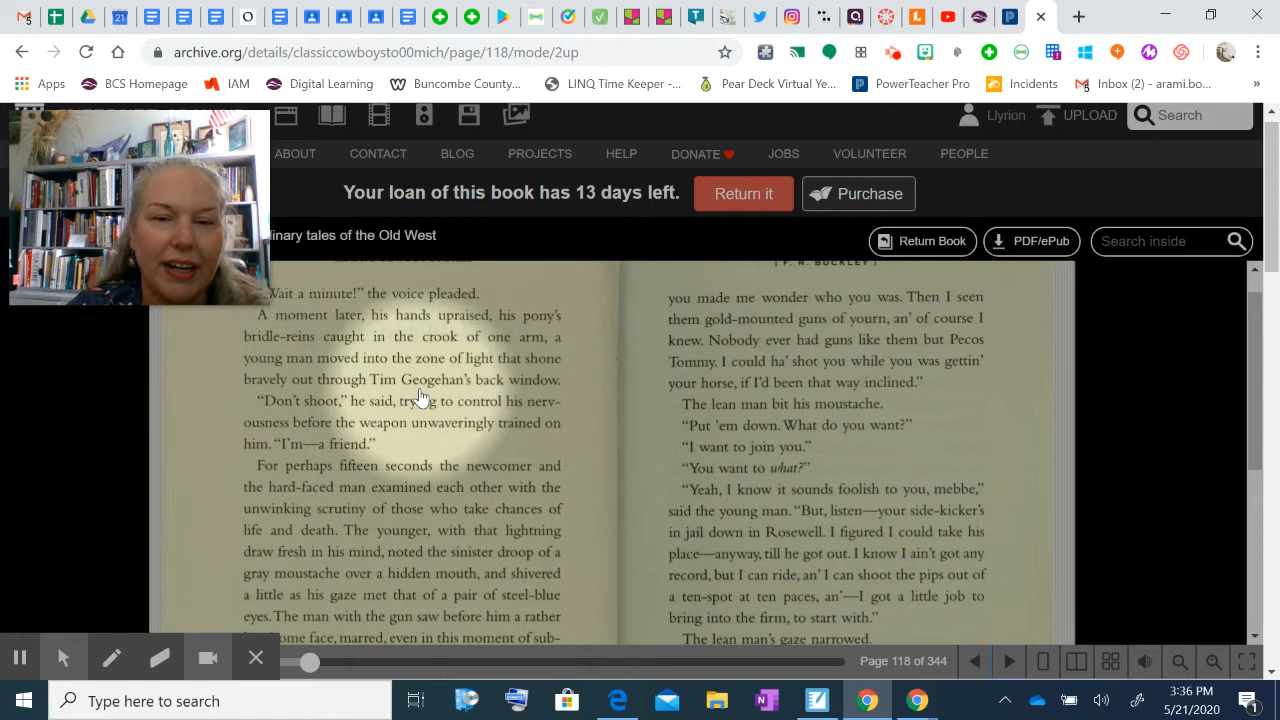 archive.org/details/classiccowboysto00mich/page/118/mode/2up
Apps
BCS Homepage
IAM
Digital Learning
Buncombe County...
LINQ Time Keeper -...
Pear Deck Virtual Ye...
PowerTeacher Pro
Incidents
Inbox (2) - arami.bo...
»
Llyrion
UPLOAD
Search
ABOUT
CONTACT
BLOG
PROJECTS
HELP
DONATE
JOBS
VOLUNTEER
PEOPLE
Your loan of this book has 13 days left.
Return it
Purchase
dinary tales of the Old West
Return Book
PDF/ePub
Search inside
Wait a minute!” the voice pleaded.
A moment later, his hands upraised, his pony’s
bridle-reins caught in the crook of one arm, a
young man moved into the zone of light that shone
bravely out through Tim Geogehan’s back window.
“Don’t shoot,” he said, trying to control his nerv-
ousness before the weapon unwaveringly trained on
him. “I’m—a friend.”
For perhaps fifteen seconds the newcomer and
the hard-faced man examined each other with the
unwinking scrutiny of those who take chances of
life and death. The younger, with that lightning
draw fresh in his mind, noted the sinister droop of a
gray moustache over a hidden mouth, and shivered
a little as his gaze met that of a pair of steel-blue
eyes. The man with the gun saw before him a rather
face, marred, even in this moment of sub-
[F. R. BUCKLEY]
you made me wonder who you was. Then I seen
them gold-mounted guns of yourn, an’ of course I
knew. Nobody ever had guns like them but Pecos
Tommy. I could ha’ shot you while you was gettin’
your horse, if I’d been that way inclined.”
The lean man bit his moustache.
“Put ’em down. What do you want?”
“I want to join you.”
“You want to what?”
“Yeah, I know it sounds foolish to you, mebbe,”
said the young man. “But, listen—your side-kicker’s
in jail down in Rosewell. I figured I could take his
place—anyway, till he got out. I know I ain’t got any
record, but I can ride, an’ I can shoot the pips out of
a ten-spot at ten paces, an’—I got a little job to
bring into the firm, to start with.”
The lean man’s gaze narrowed.
Page 118 of 344
Type here to search
3:36 PM
5/21/2020